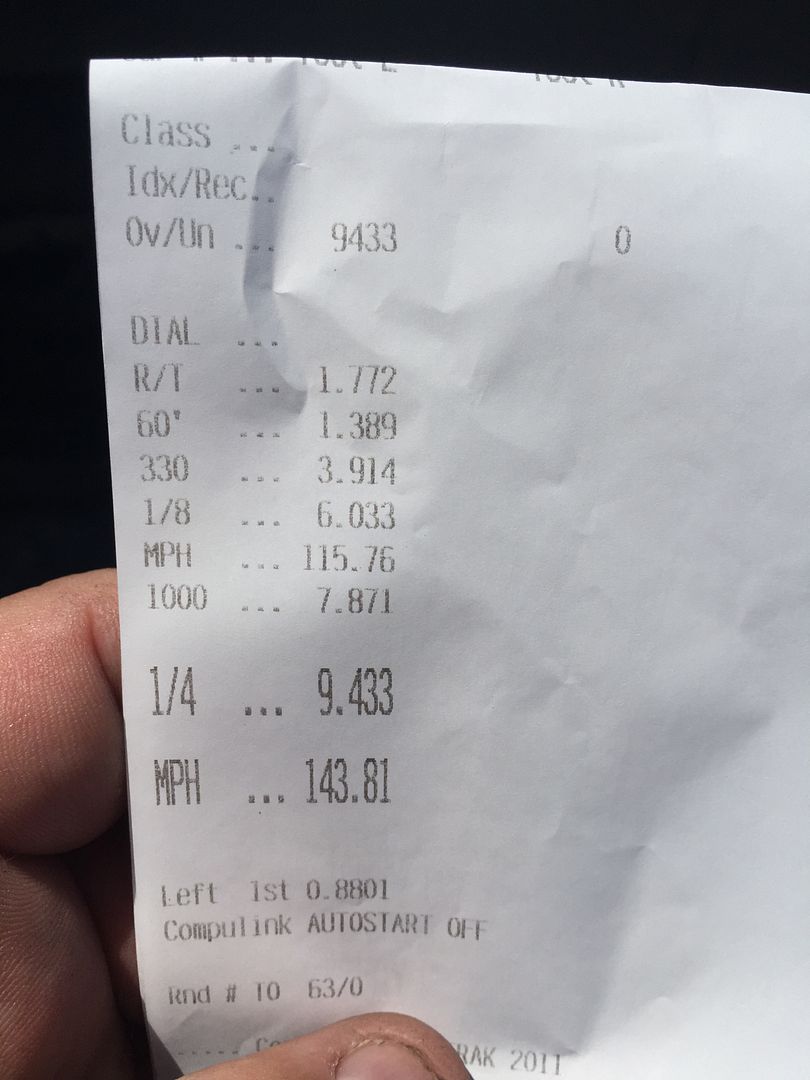 Class ...
Idx/Rec..
Ov/Un ... 9433 0
DIAL ...
R/T ... 1.772
60' ... 1.389
330 ... 3.914
1/8 ... 6.033
MPH ... 115.76
1000 ... 7.871
1/4 ... 9.433
MPH ... 143.81
Left 1st 0.8801
Compulink AUTOSTART OFF
Rnd # TO 63/0
2011